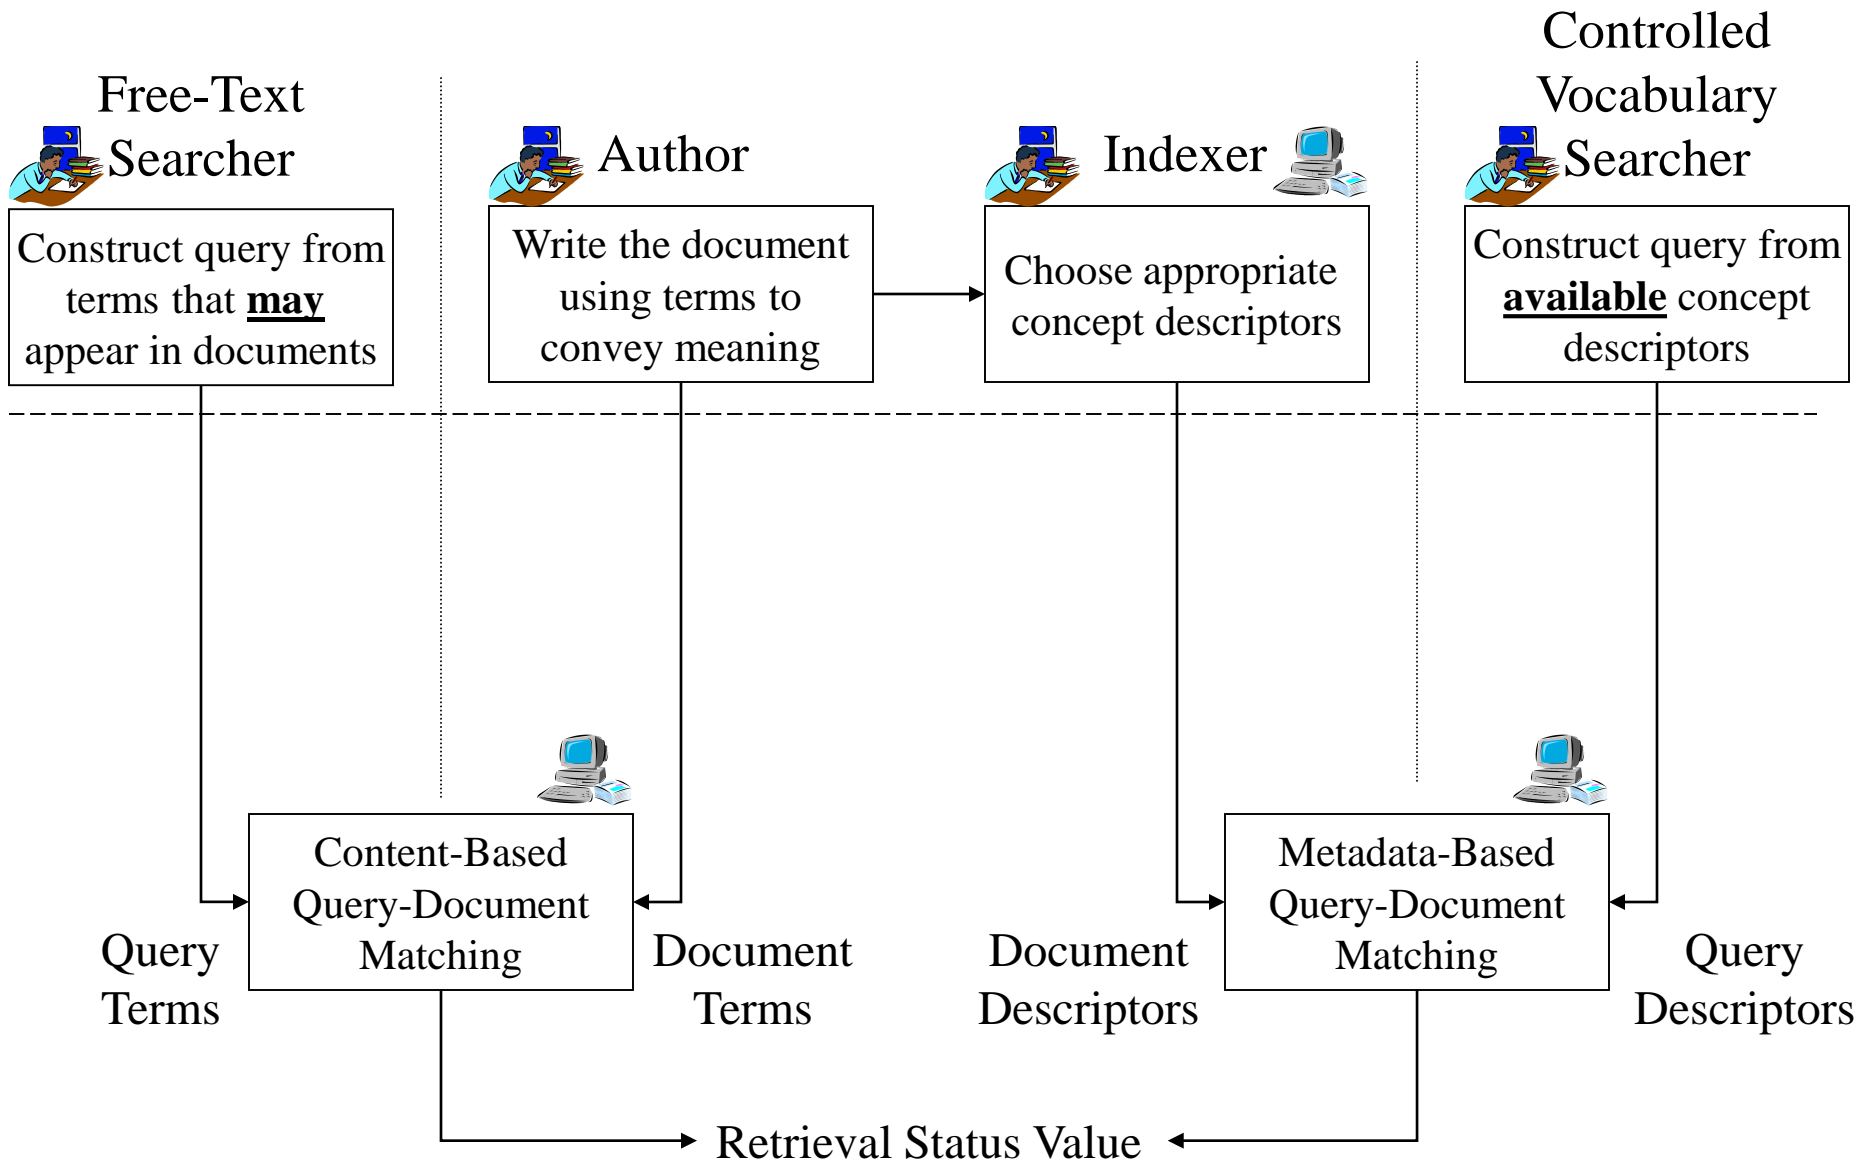 Free-Text
Searcher
Author
Indexer
Controlled
Vocabulary
Searcher
Construct query from
terms that may
appear in documents
Write the document
using terms to
convey meaning
Choose appropriate
concept descriptors
Construct query from
available concept
descriptors
Content-Based
Query-Document
Matching
Metadata-Based
Query-Document
Matching
Query
Terms
Document
Terms
Document
Descriptors
Query
Descriptors
Retrieval Status Value